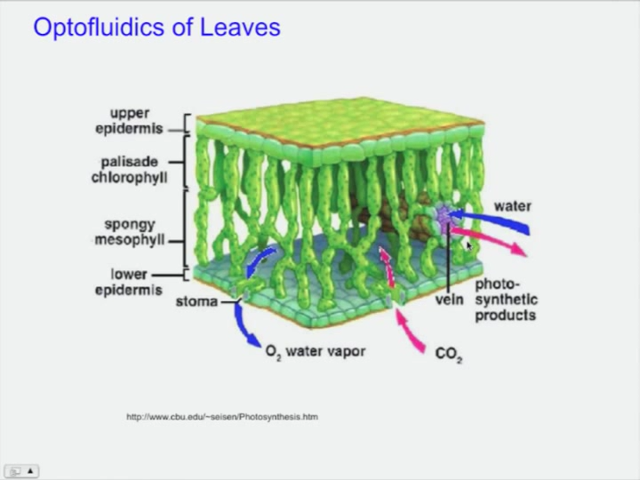 Optofluidics of Leaves
upper
epidermis
palisade
chlorophyll
spongy
mesophyll
lower
epidermis
stoma
O₂ water vapor
CO₂
vein
water
photo-
synthetic
products
http://www.cbu.edu/~seisen/Photosynthesis.htm